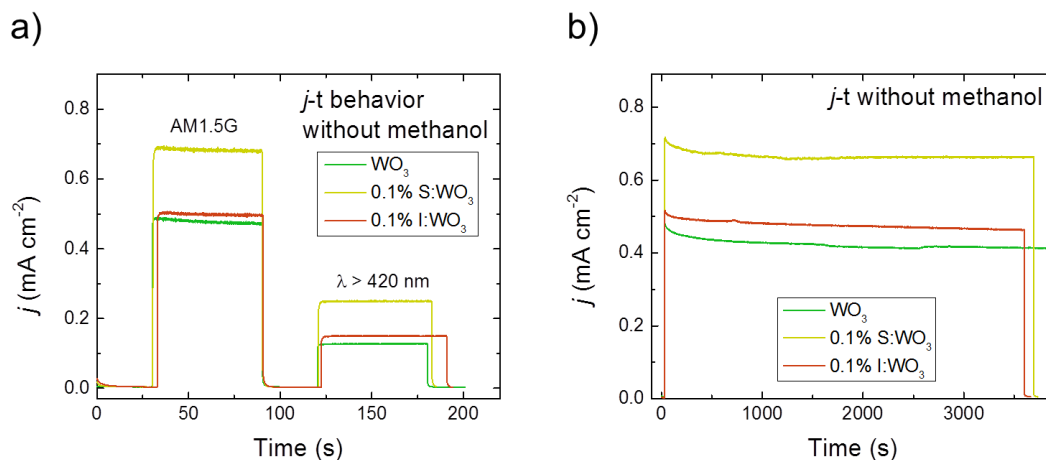 a)
j-t behavior
without methanol
AM1.5G
WO₃
0.1% S:WO₃
0.1% I:WO₃
λ > 420 nm
j (mA cm⁻²)
0.8
0.6
0.4
0.2
0.0
0 50 100 150 200
Time (s)
b)
j-t without methanol
WO₃
0.1% S:WO₃
0.1% I:WO₃
j (mA cm⁻²)
0.8
0.6
0.4
0.2
0.0
0 1000 2000 3000
Time (s)